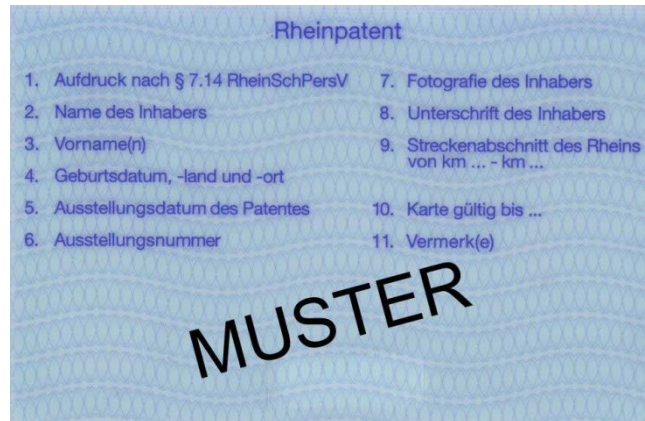 Rheinpatent
1. Aufdruck nach § 7.14 RheinSchPersV
2. Name des Inhabers
3. Vorname(n)
4. Geburtsdatum, -land und -ort
5. Ausstellungsdatum des Patentes
6. Ausstellungsnummer
7. Fotografie des Inhabers
8. Unterschrift des Inhabers
9. Streckenabschnitt des Rheins
von km ... - km ...
10. Karte gültig bis ...
11. Vermerk(e)
MUSTER